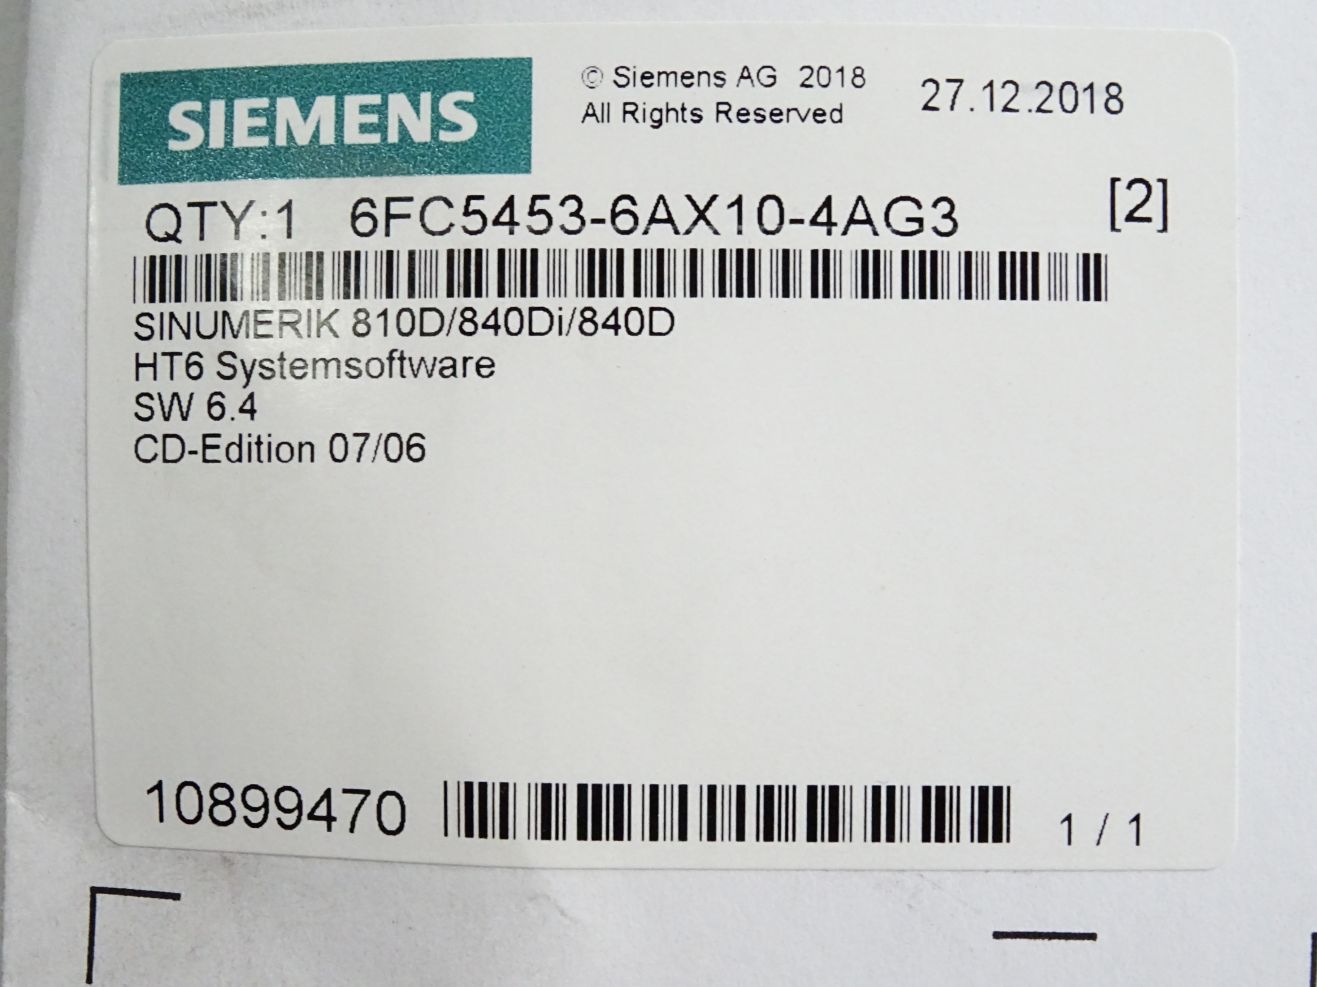 SIEMENS
© Siemens AG 2018
All Rights Reserved
27.12.2018
QTY:1 6FC5453-6AX10-4AG3 [2]
SINUMERIK 810D/840Di/840D
HT6 Systemsoftware
SW 6.4
CD-Edition 07/06
10899470 1 / 1